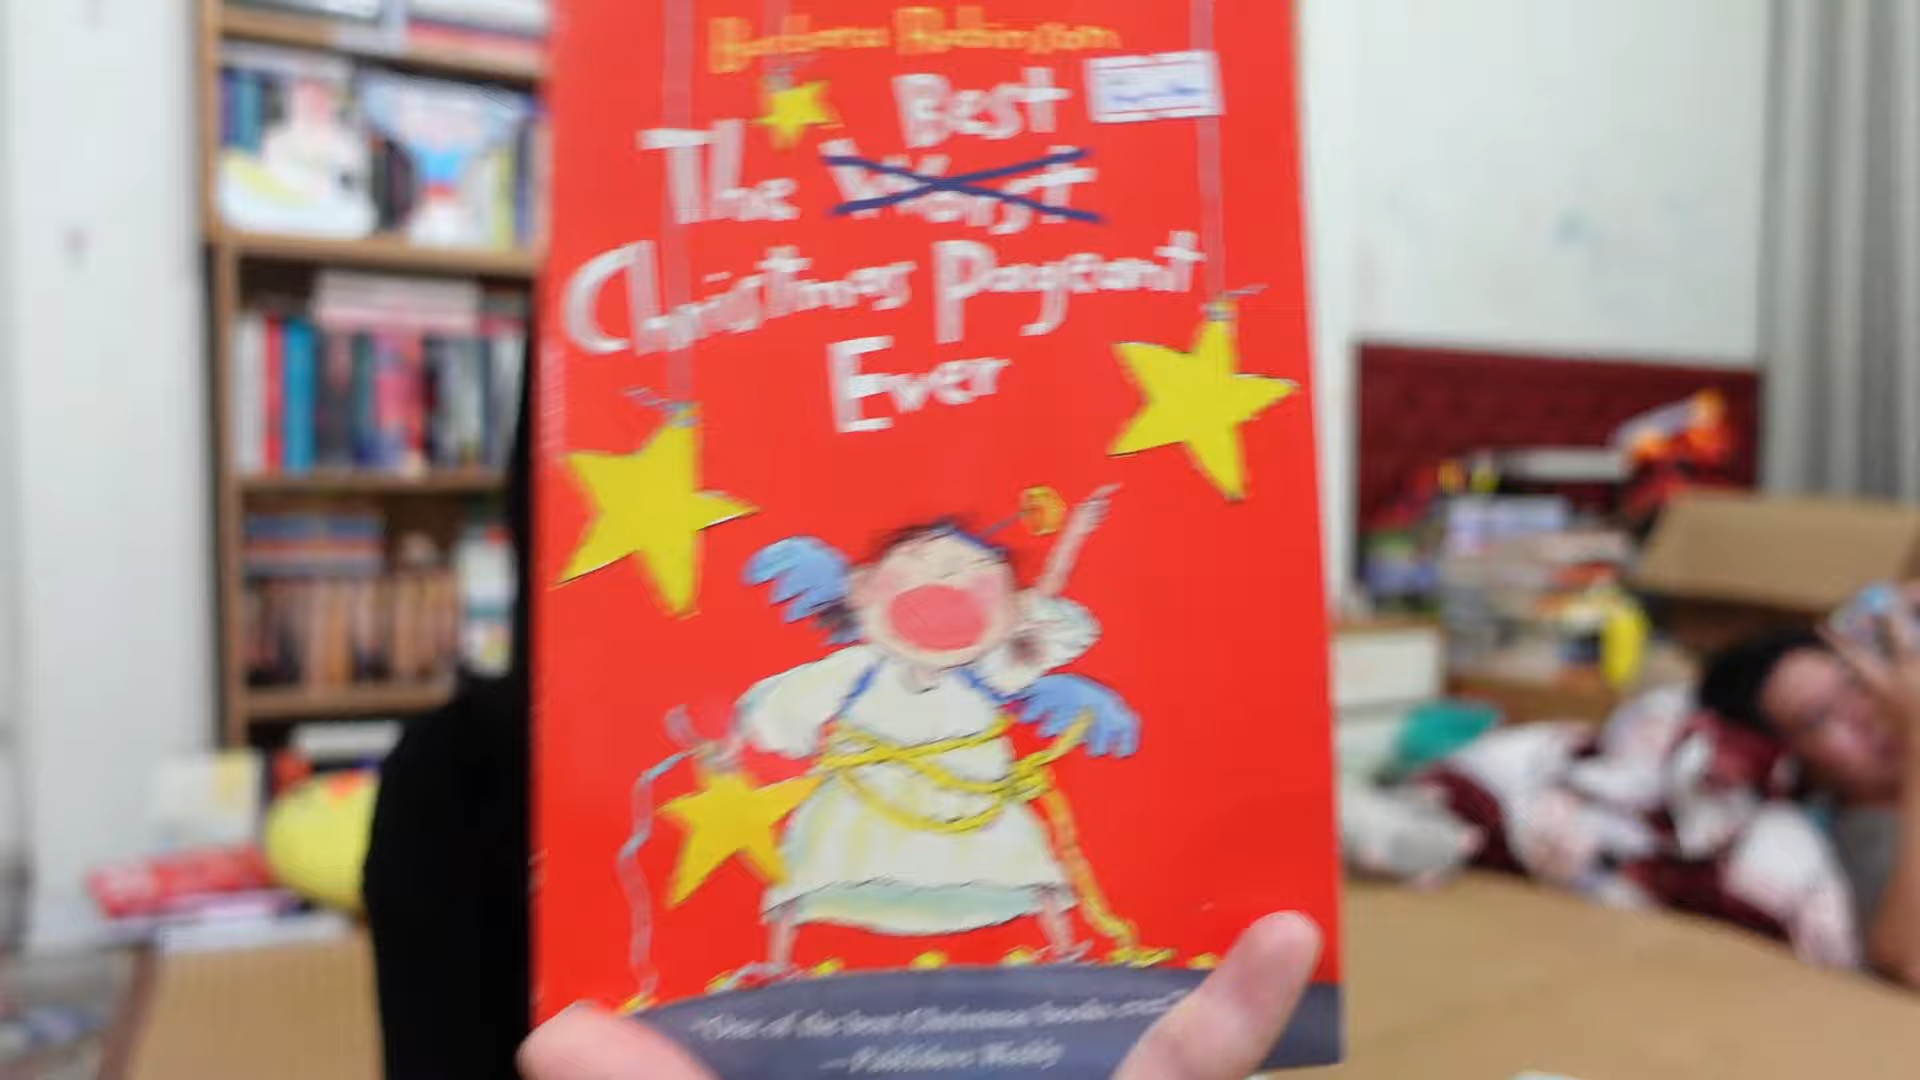 Barbara Robinson
Best
The Worst
Christmas Pageant
Ever
"One of the best Christmas books ever
—Publishers Weekly